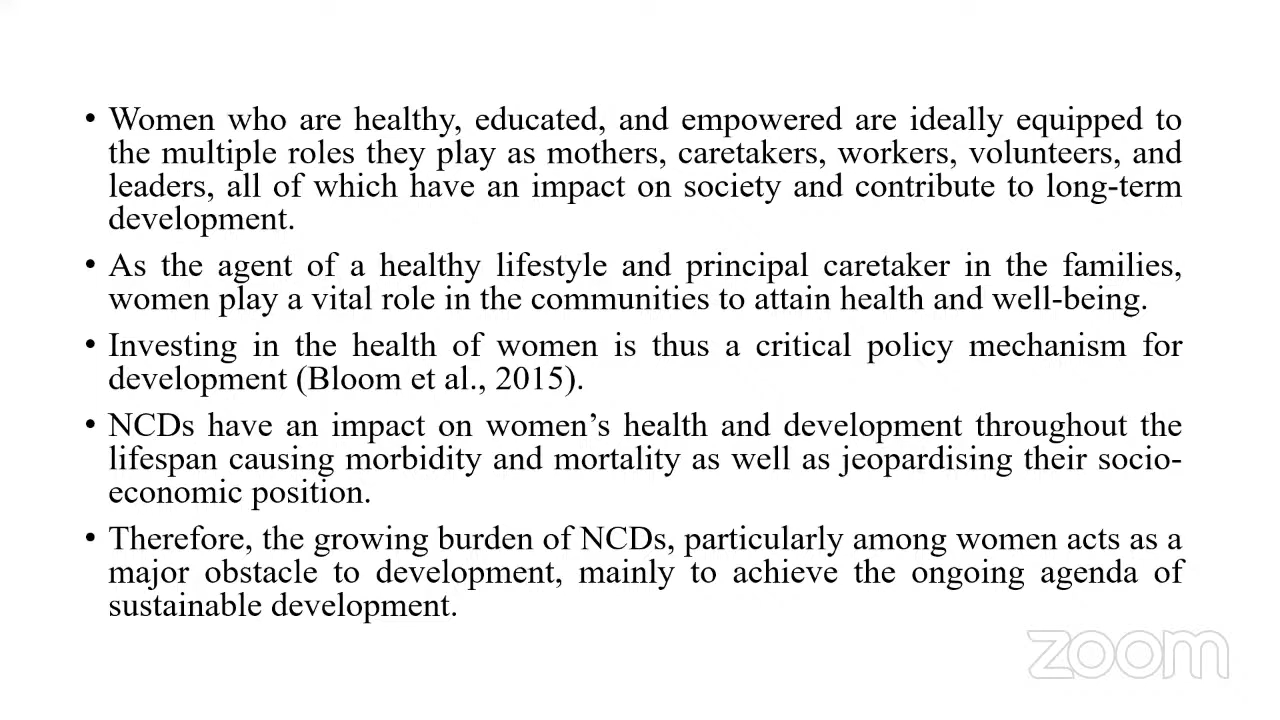 • Women who are healthy, educated, and empowered are ideally equipped to
the multiple roles they play as mothers, caretakers, workers, volunteers, and
leaders, all of which have an impact on society and contribute to long-term
development.
• As the agent of a healthy lifestyle and principal caretaker in the families,
women play a vital role in the communities to attain health and well-being.
• Investing in the health of women is thus a critical policy mechanism for
development (Bloom et al., 2015).
• NCDs have an impact on women’s health and development throughout the
lifespan causing morbidity and mortality as well as jeopardising their socio-
economic position.
• Therefore, the growing burden of NCDs, particularly among women acts as a
major obstacle to development, mainly to achieve the ongoing agenda of
sustainable development.
zoom